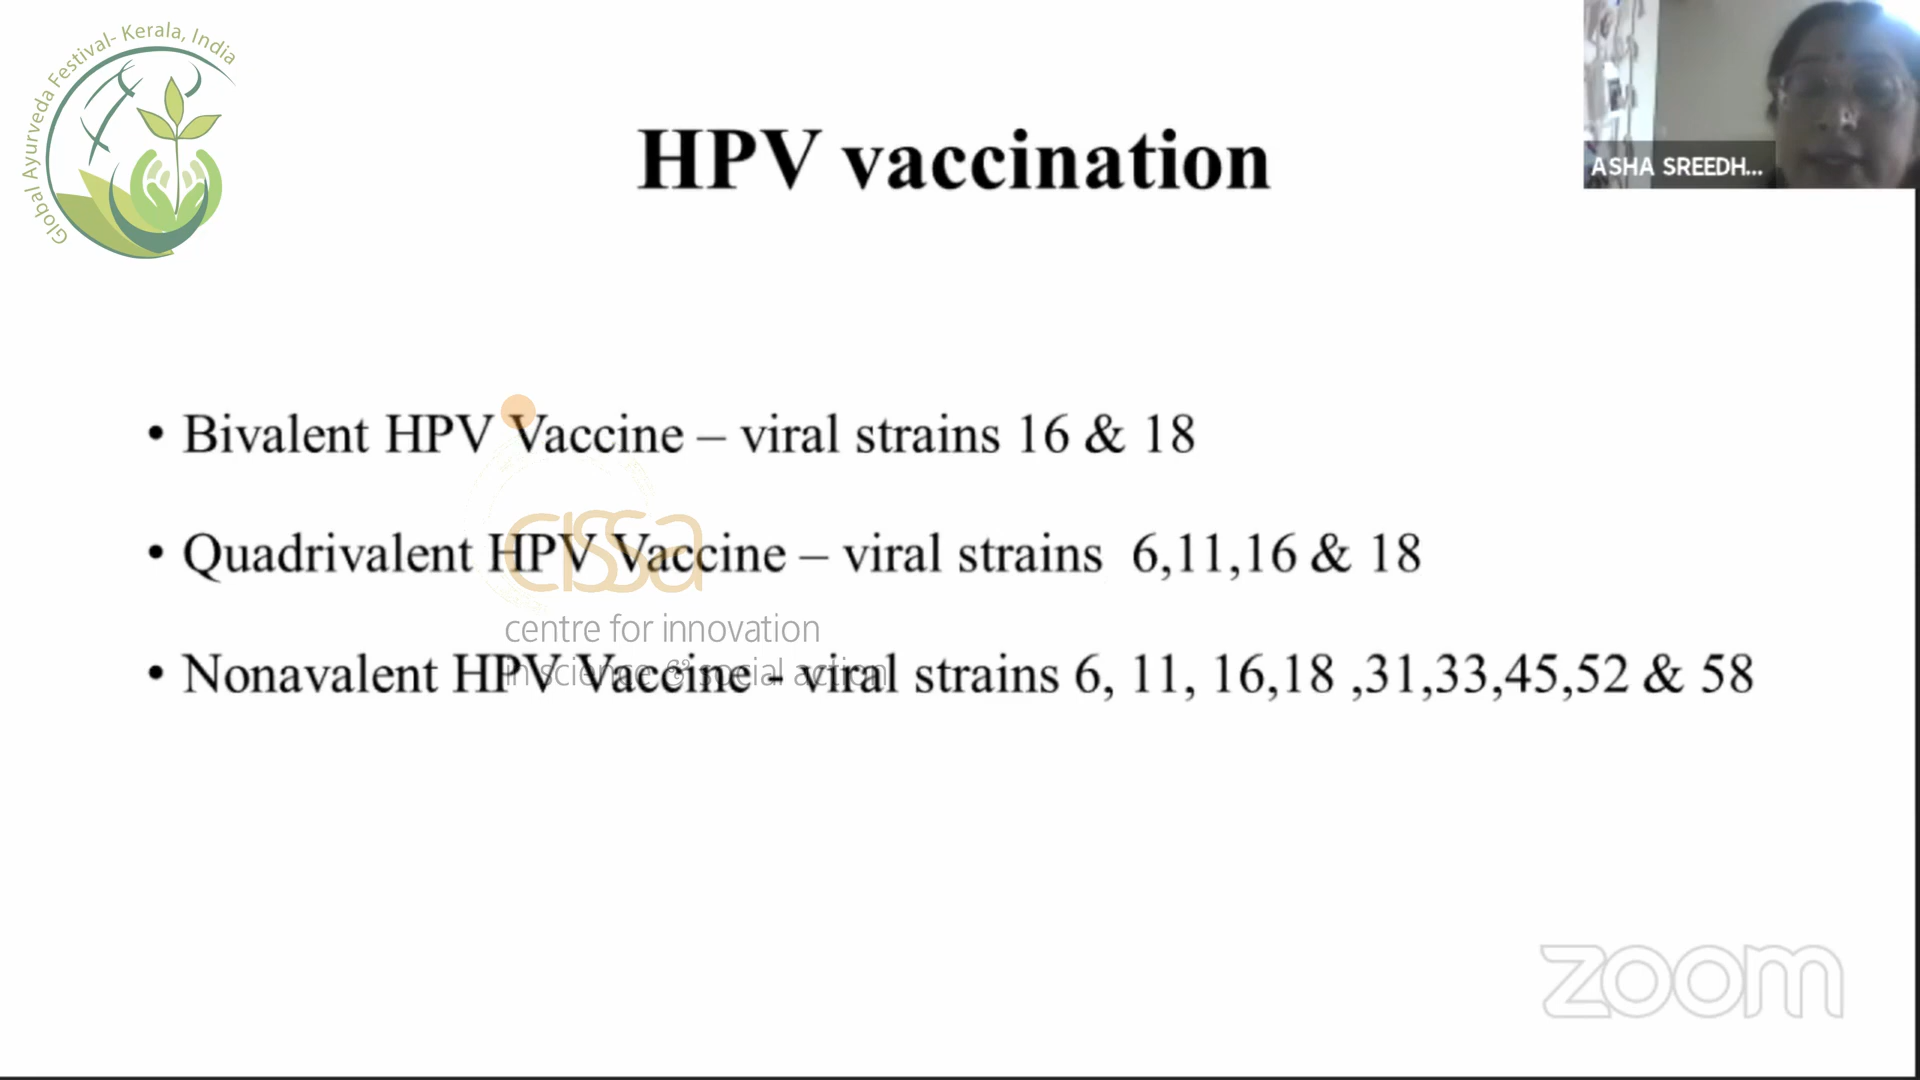 Global Ayurveda Festival- Kerala, India
ASHA SREEDH...
HPV vaccination
• Bivalent HPV Vaccine – viral strains 16 & 18
• Quadrivalent HPV Vaccine – viral strains 6,11,16 & 18
cissa
centre for innovation
in science & social action
• Nonavalent HPV Vaccine - viral strains 6, 11, 16,18 ,31,33,45,52 & 58
zoom